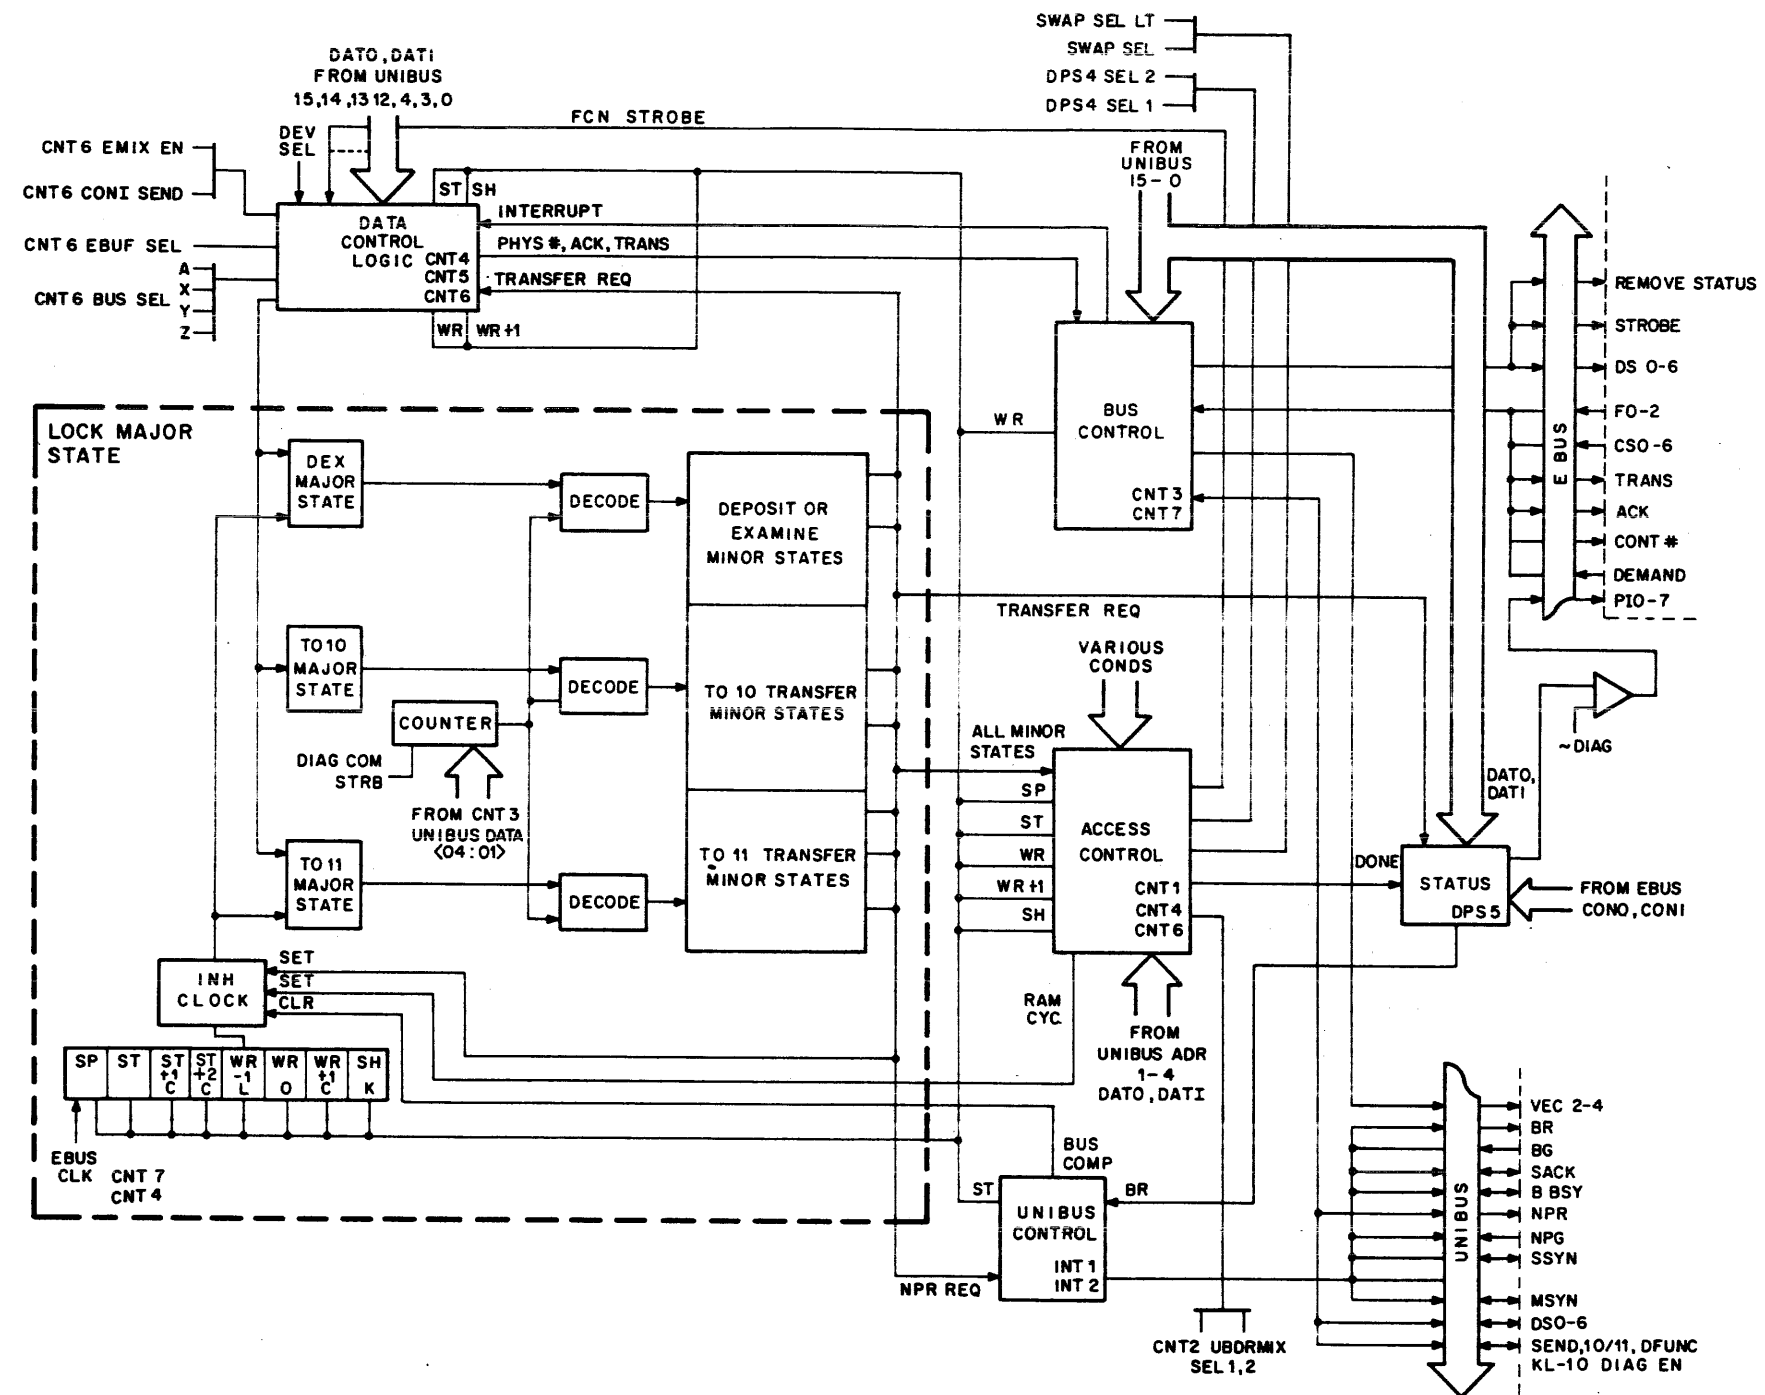 SWAP SEL LT
SWAP SEL
DPS4 SEL 2
DPS4 SEL 1
DATO, DATI
FROM UNIBUS
15,14,13 12,4,3,0
FCN STROBE
DEV
SEL
CNT6 EMIX EN
CNT6 CONI SEND
CNT6 EBUF SEL
CNT6 BUS SEL
A
X
Y
Z
ST
SH
DATA
CONTROL
LOGIC
CNT4
CNT5
CNT6
INTERRUPT
PHYS #, ACK, TRANS
TRANSFER REQ
WR
WR+1
FROM
UNIBUS
15-0
BUS
CONTROL
CNT3
CNT7
WR
E BUS
REMOVE STATUS
STROBE
DS 0-6
FO-2
CSO-6
TRANS
ACK
CONT #
DEMAND
PIO-7
LOCK MAJOR
STATE
DEX
MAJOR
STATE
DECODE
DEPOSIT OR
EXAMINE
MINOR STATES
TO 10
MAJOR
STATE
DECODE
TO 10 TRANSFER
MINOR STATES
COUNTER
DIAG COM
STRB
FROM CNT3
UNIBUS DATA
<04:01>
TO 11
MAJOR
STATE
DECODE
TO 11 TRANSFER
MINOR STATES
INH
CLOCK
SET
SET
CLR
SP
ST
ST
+1
C
ST
+2
C
WR
-1
L
WR
O
WR
+1
C
SH
K
EBUS
CLK
CNT 7
CNT 4
TRANSFER REQ
VARIOUS
CONDS
ALL MINOR
STATES
SP
ST
WR
WR+1
SH
ACCESS
CONTROL
CNT1
CNT4
CNT6
RAM
CYC
FROM
UNIBUS ADR
1-4
DATO, DATI
~DIAG
DATO,
DATI
DONE
STATUS
DPS5
FROM EBUS
CONO, CONI
BUS
COMP
ST
BR
UNIBUS
CONTROL
INT 1
INT 2
NPR REQ
CNT2 UBDRMIX
SEL 1,2
UNIBUS
VEC 2-4
BR
BG
SACK
B BSY
NPR
NPG
SSYN
MSYN
DSO-6
SEND,10/11, DFUNC
KL-10 DIAG EN